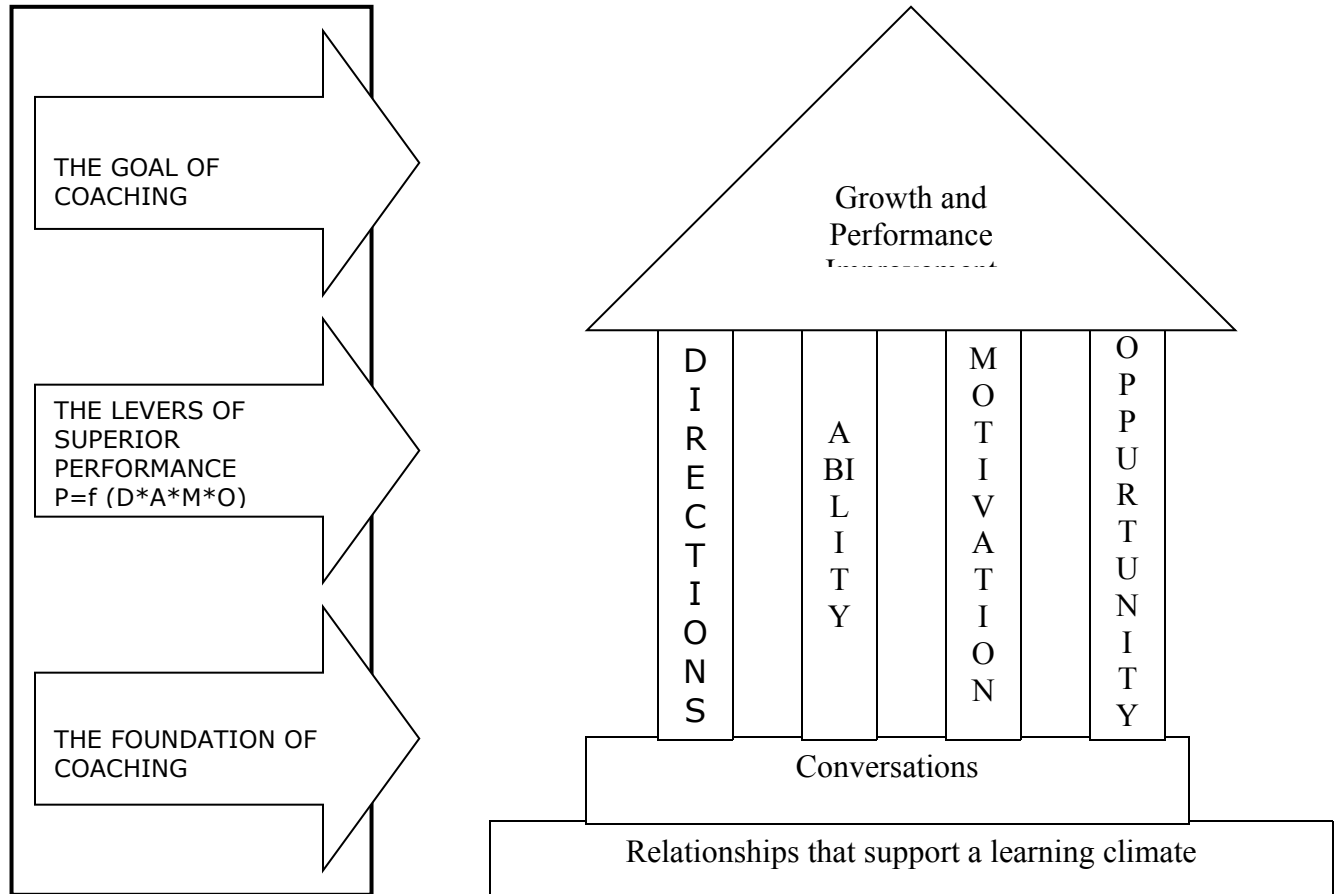 THE GOAL OF
COACHING
THE LEVERS OF
SUPERIOR
PERFORMANCE
P=f (D*A*M*O)
THE FOUNDATION OF
COACHING
Growth and
Performance
D
I
R
E
C
T
I
O
N
S
A
BI
L
I
T
Y
M
O
T
I
V
A
T
I
O
N
O
P
P
U
R
T
U
N
I
T
Y
Conversations
Relationships that support a learning climate